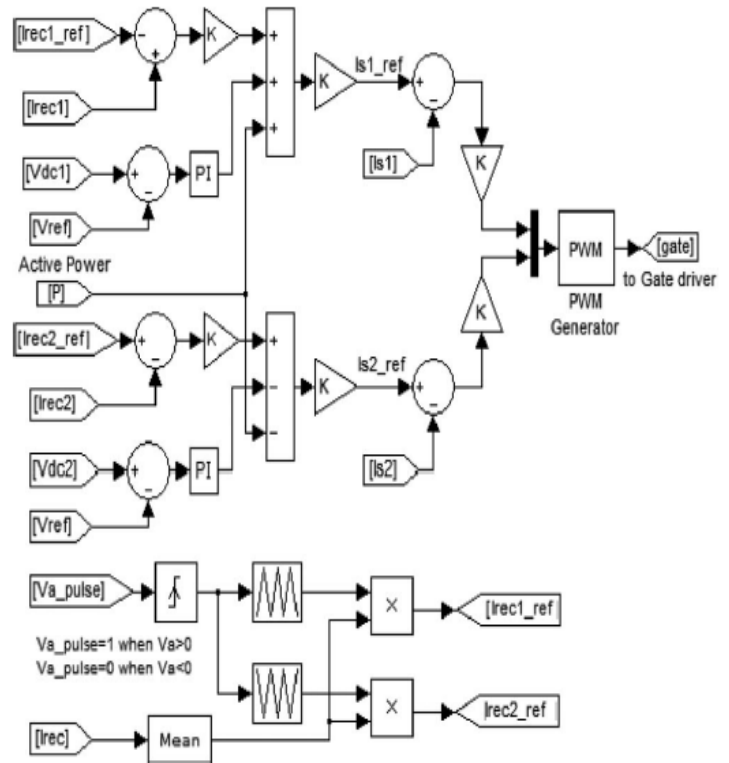 [Irec1_ref]
-
+
K
+
+
+
K
Is1_ref
+
-
[Irec1]
[Is1]
K
[Vdc1]
+
-
PI
[Vref]
Active Power
[P]
PWM
[gate]
to Gate driver
PWM
Generator
K
[Irec2_ref]
+
-
K
+
-
-
K
Is2_ref
+
-
[Irec2]
[Is2]
[Vdc2]
+
-
PI
[Vref]
[Va_pulse]
X
[Irec1_ref
Va_pulse=1 when Va>0
Va_pulse=0 when Va<0
X
Irec2_ref
[Irec]
Mean